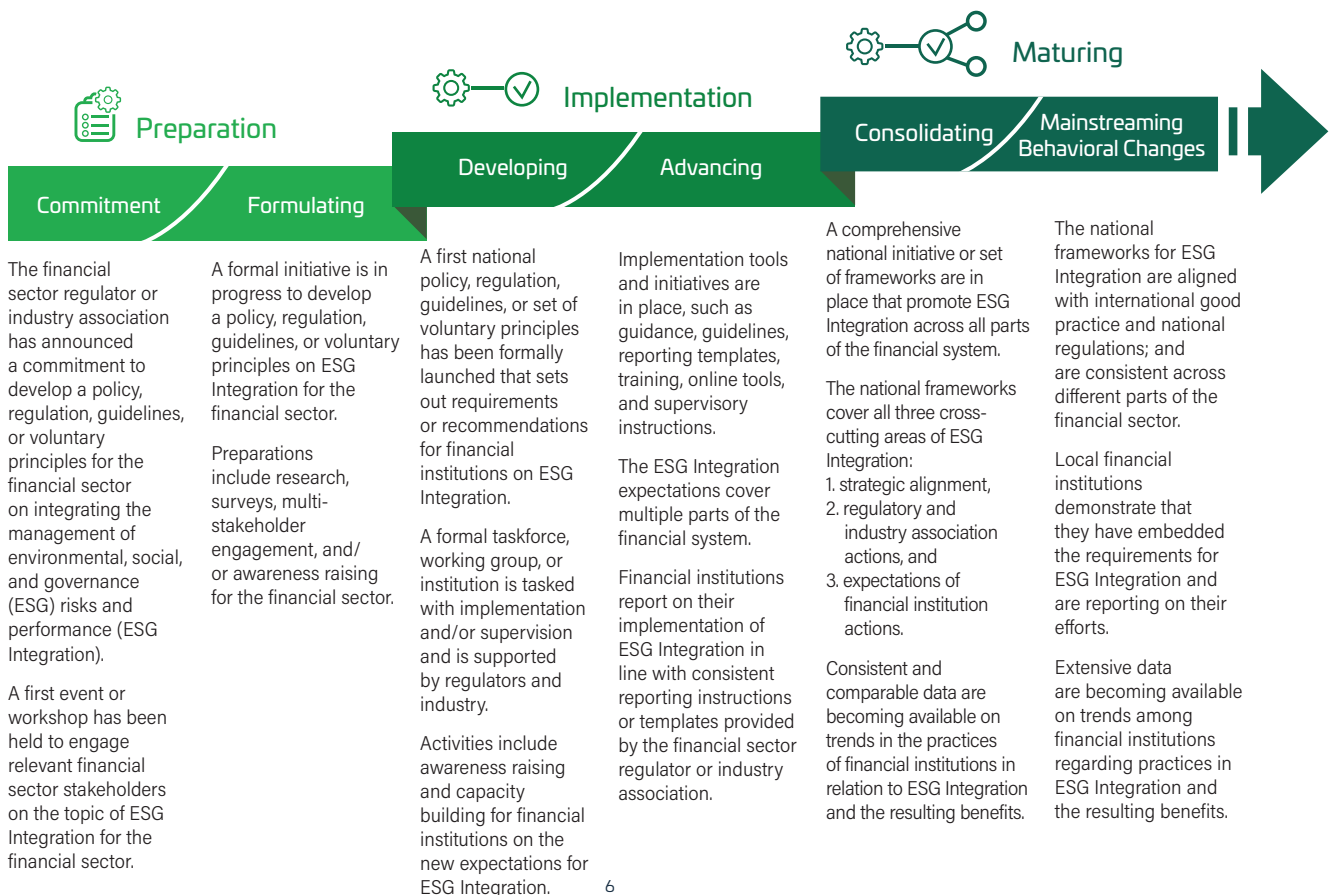 Preparation
Commitment
Formulating
Implementation
Developing
Advancing
Maturing
Consolidating
Mainstreaming
Behavioral Changes
The financial
sector regulator or
industry association
has announced
a commitment to
develop a policy,
regulation, guidelines,
or voluntary
principles for the
financial sector
on integrating the
management of
environmental, social,
and governance
(ESG) risks and
performance (ESG
Integration).
A first event or
workshop has been
held to engage
relevant financial
sector stakeholders
on the topic of ESG
Integration for the
financial sector.
A formal initiative is in
progress to develop
a policy, regulation,
guidelines, or voluntary
principles on ESG
Integration for the
financial sector.
Preparations
include research,
surveys, multi-
stakeholder
engagement, and/
or awareness raising
for the financial sector.
A first national
policy, regulation,
guidelines, or set of
voluntary principles
has been formally
launched that sets
out requirements
or recommendations
for financial
institutions on ESG
Integration.
A formal taskforce,
working group, or
institution is tasked
with implementation
and/or supervision
and is supported
by regulators and
industry.
Activities include
awareness raising
and capacity
building for financial
institutions on the
new expectations for
ESG Integration.
Implementation tools
and initiatives are
in place, such as
guidance, guidelines,
reporting templates,
training, online tools,
and supervisory
instructions.
The ESG Integration
expectations cover
multiple parts of the
financial system.
Financial institutions
report on their
implementation of
ESG Integration in
line with consistent
reporting instructions
or templates provided
by the financial sector
regulator or industry
association.
A comprehensive
national initiative or set
of frameworks are in
place that promote ESG
Integration across all parts
of the financial system.
The national frameworks
cover all three cross-
cutting areas of ESG
Integration:
1. strategic alignment,
2. regulatory and
industry association
actions, and
3. expectations of
financial institution
actions.
Consistent and
comparable data are
becoming available on
trends in the practices
of financial institutions in
relation to ESG Integration
and the resulting benefits.
The national
frameworks for ESG
Integration are aligned
with international good
practice and national
regulations; and
are consistent across
different parts of the
financial sector.
Local financial
institutions
demonstrate that
they have embedded
the requirements for
ESG Integration and
are reporting on their
efforts.
Extensive data
are becoming available
on trends among
financial institutions
regarding practices in
ESG Integration and
the resulting benefits.
6